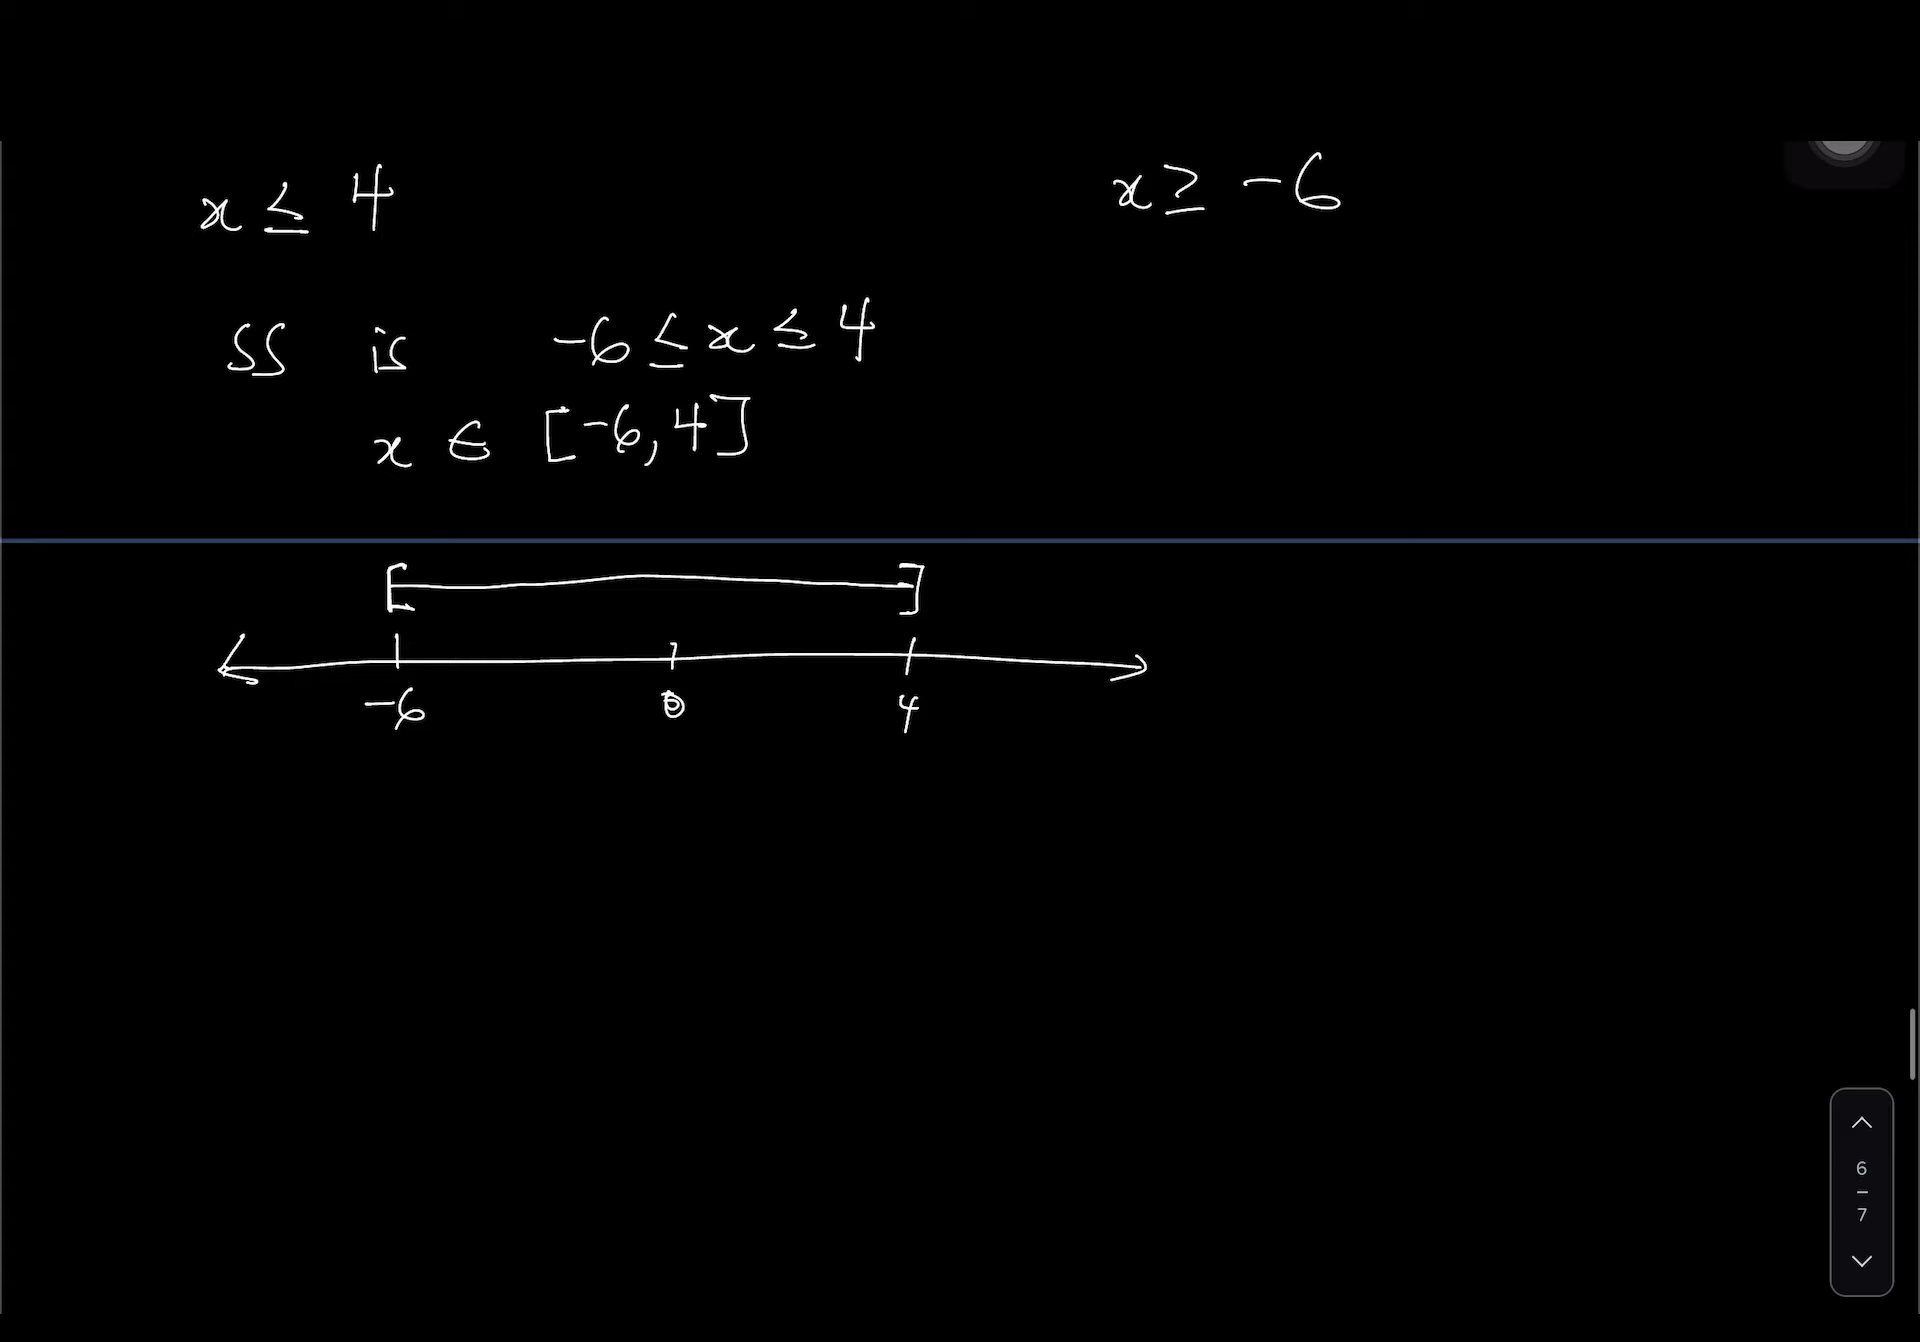 x ≤ 4
x ≥ -6
SS is -6 ≤ x ≤ 4
x ∈ [-6, 4]
-6 0 4
6
7